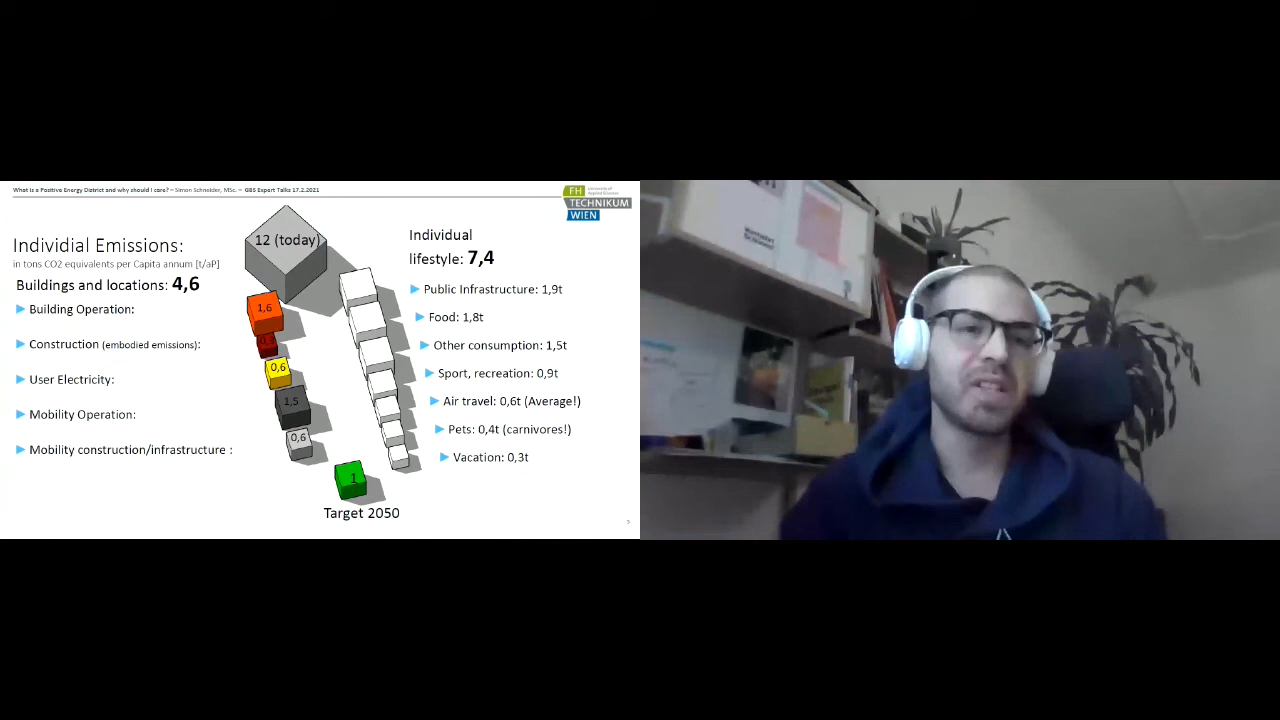 What is a Positive Energy District and why should I care? – Simon Schneider, MSc. – GBS Expert Talks 17.2.2021
FH
University of
Applied Sciences
TECHNIKUM
WIEN
Individial Emissions:
in tons CO2 equivalents per Capita annum [t/aP]
Buildings and locations: 4,6
Building Operation:
Construction (embodied emissions):
User Electricity:
Mobility Operation:
Mobility construction/infrastructure :
12 (today)
1,6
0,6
1,5
0,6
1
Target 2050
Individual
lifestyle: 7,4
Public Infrastructure: 1,9t
Food: 1,8t
Other consumption: 1,5t
Sport, recreation: 0,9t
Air travel: 0,6t (Average!)
Pets: 0,4t (carnivores!)
Vacation: 0,3t